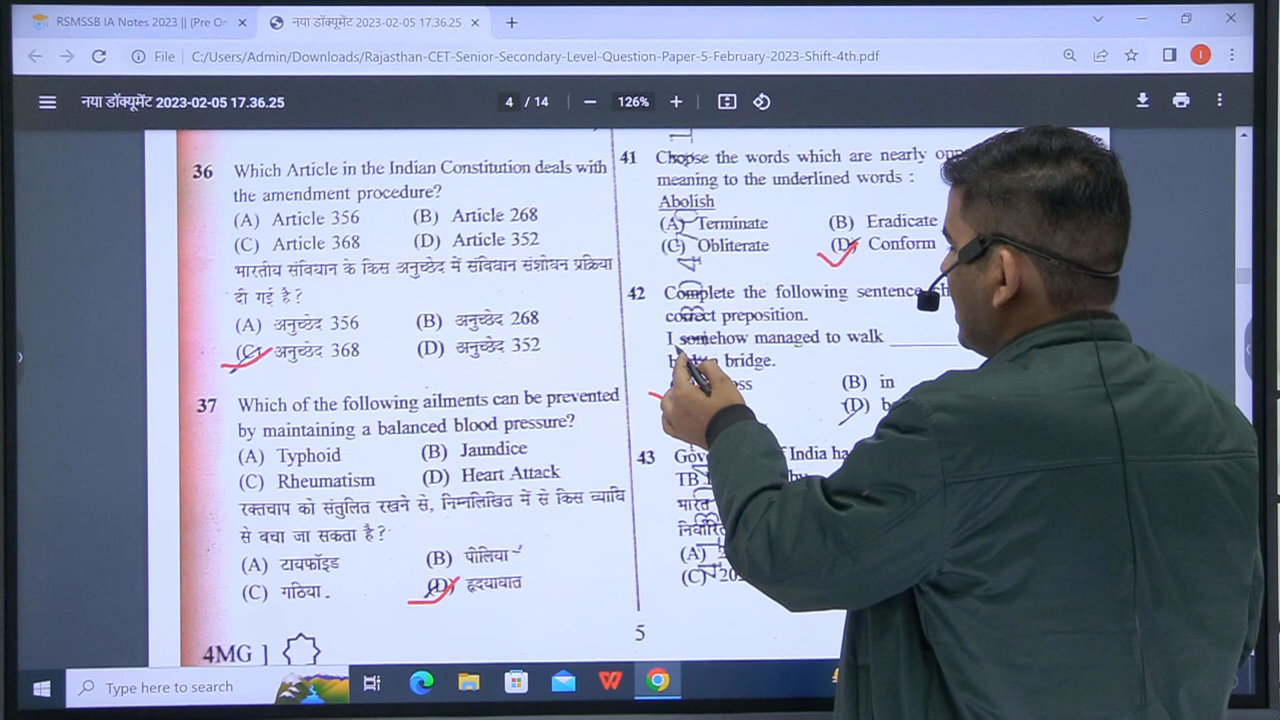 RSMSSB IA Notes 2023 || (Pre Or
नया डॉक्यूमेंट 2023-02-05 17.36.25
File
C:/Users/Admin/Downloads/Rajasthan-CET-Senior-Secondary-Level-Question-Paper-5-February-2023-Shift-4th.pdf
नया डॉक्यूमेंट 2023-02-05 17.36.25
4 / 14
126%
36 Which Article in the Indian Constitution deals with
the amendment procedure?
(A) Article 356 (B) Article 268
(C) Article 368 (D) Article 352
भारतीय संविधान के किस अनुच्छेद में संविधान संशोधन प्रक्रिया
दी गई है?
(A) अनुच्छेद 356 (B) अनुच्छेद 268
(C) अनुच्छेद 368 (D) अनुच्छेद 352
37 Which of the following ailments can be prevented
by maintaining a balanced blood pressure?
(A) Typhoid (B) Jaundice
(C) Rheumatism (D) Heart Attack
रक्तचाप को संतुलित रखने से, निम्नलिखित में से किस व्याधि
से बचा जा सकता है?
(A) टायफॉइड (B) पीलिया
(C) गठिया . (D) हृदयाघात
4MG ]
41 Choose the words which are nearly
meaning to the underlined words :
Abolish
(A) Terminate (B) Eradicate
(C) Obliterate (D) Conform
42 Complete the following sentence
correct preposition.
I somehow managed to walk ______
bridge.
(B) in
(D)
43 of India
TB
भारत
निर्धारित
(A)
(C)
5
Type here to search